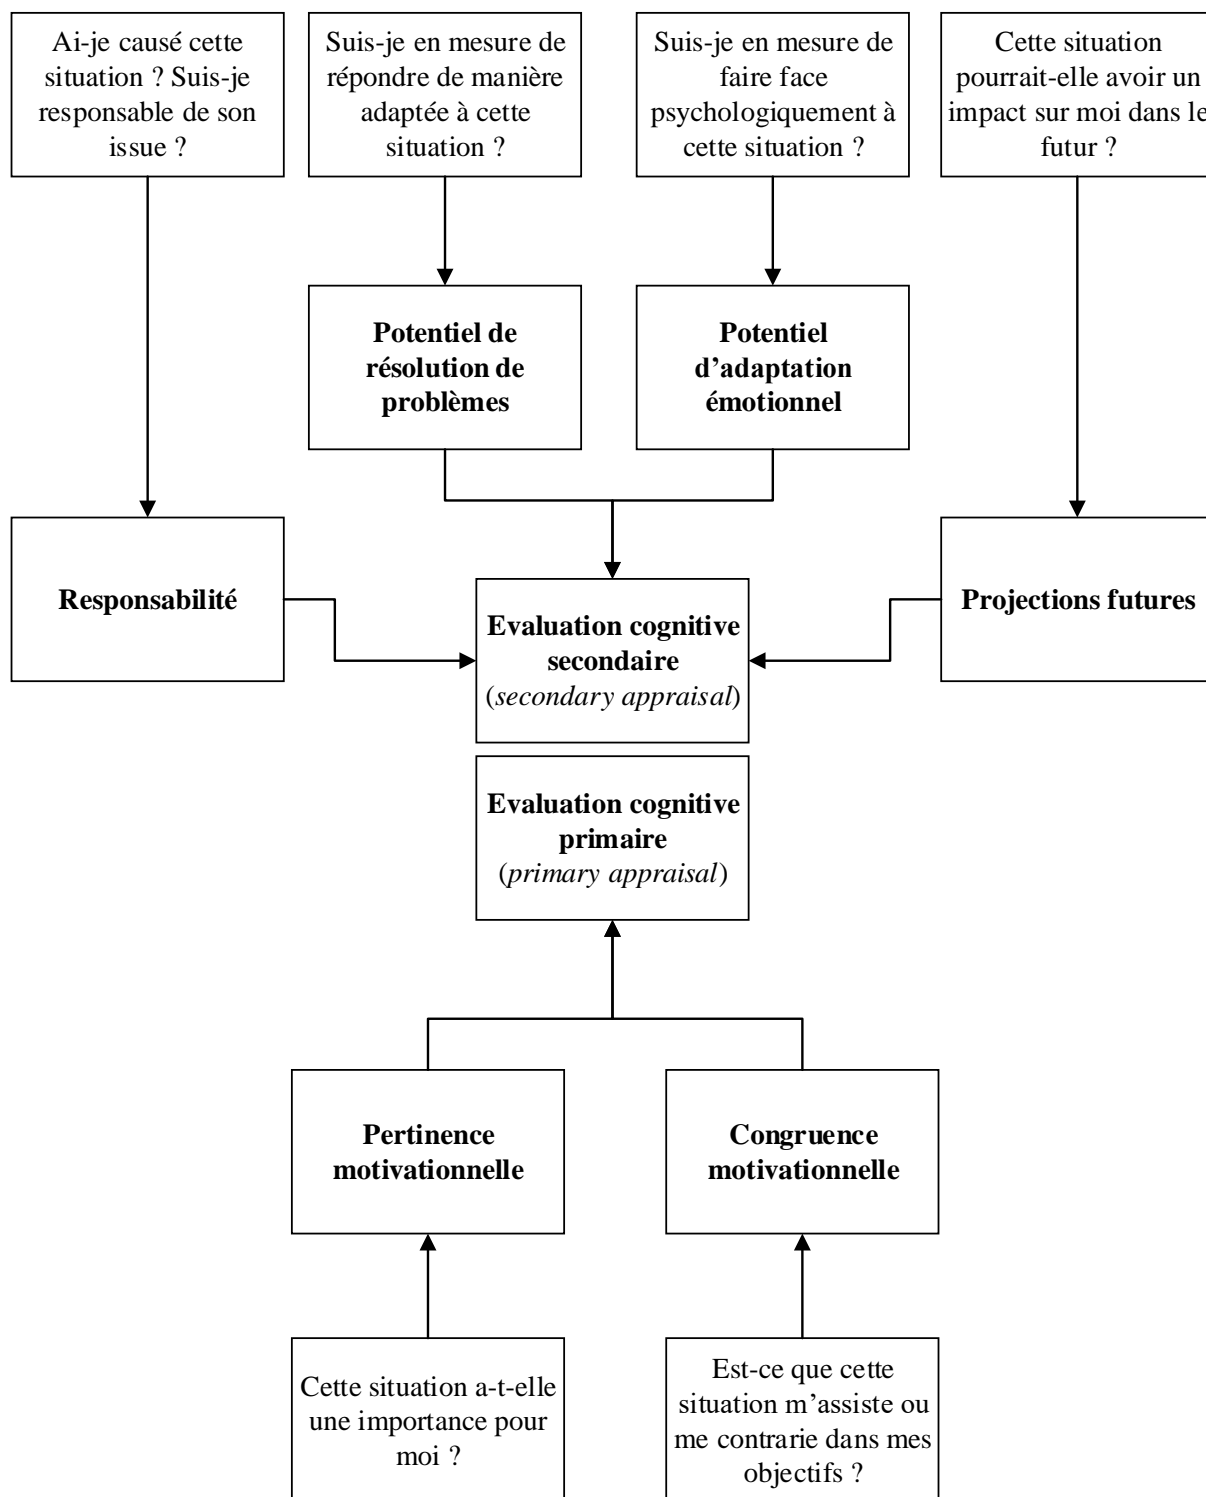 Ai-je causé cette
situation ? Suis-je
responsable de son
issue ?
Suis-je en mesure de
répondre de manière
adaptée à cette
situation ?
Suis-je en mesure de
faire face
psychologiquement à
cette situation ?
Cette situation
pourrait-elle avoir un
impact sur moi dans le
futur ?
Potentiel de
résolution de
problèmes
Potentiel
d’adaptation
émotionnel
Responsabilité
Evaluation cognitive
secondaire
(secondary appraisal)
Projections futures
Evaluation cognitive
primaire
(primary appraisal)
Pertinence
motivationnelle
Congruence
motivationnelle
Cette situation a-t-elle
une importance pour
moi ?
Est-ce que cette
situation m’assiste ou
me contrarie dans mes
objectifs ?